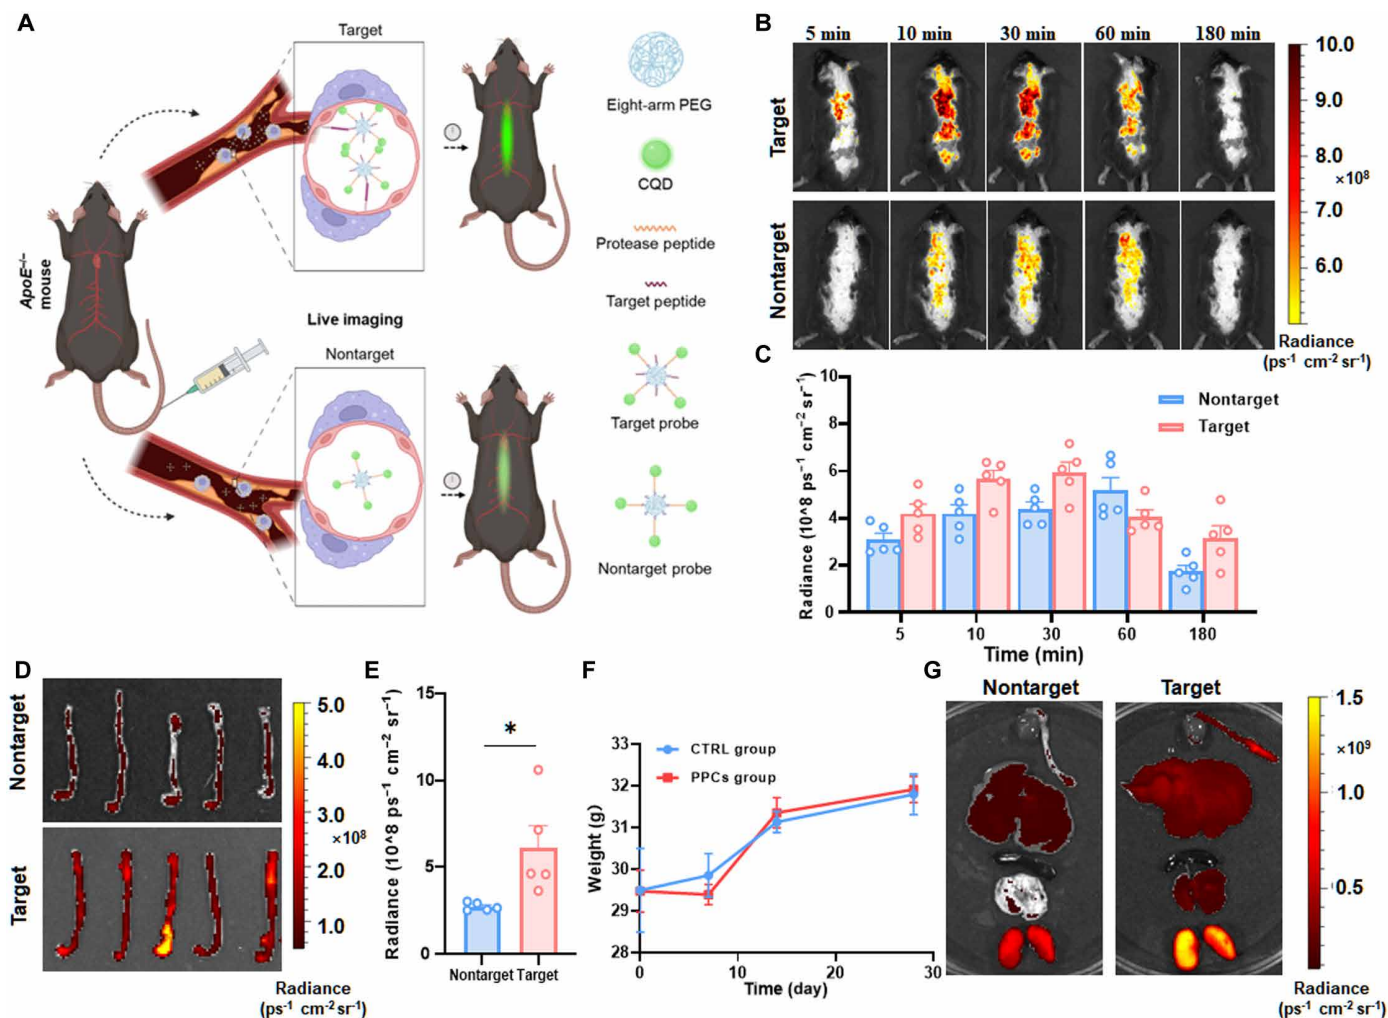 A
Target
ApoE–/–
mouse
Live imaging
Nontarget
Eight-arm PEG
CQD
Protease peptide
Target peptide
Target probe
Nontarget probe
B
5 min
10 min
30 min
60 min
180 min
Target
Nontarget
10.0
9.0
8.0
×10⁸
7.0
6.0
Radiance
(ps⁻¹ cm⁻² sr⁻¹)
C
Radiance (10^8 ps⁻¹ cm⁻² sr⁻¹)
10
8
6
4
2
0
Nontarget
Target
5
10
30
60
180
Time (min)
D
Nontarget
Target
5.0
4.0
3.0
×10⁸
2.0
1.0
Radiance
(ps⁻¹ cm⁻² sr⁻¹)
E
Radiance (10^8 ps⁻¹ cm⁻² sr⁻¹)
15
10
5
0
*
Nontarget Target
F
Weight (g)
33
32
31
30
29
28
CTRL group
PPCs group
0
10
20
30
Time (day)
G
Nontarget
Target
1.5
×10⁹
1.0
0.5
Radiance
(ps⁻¹ cm⁻² sr⁻¹)